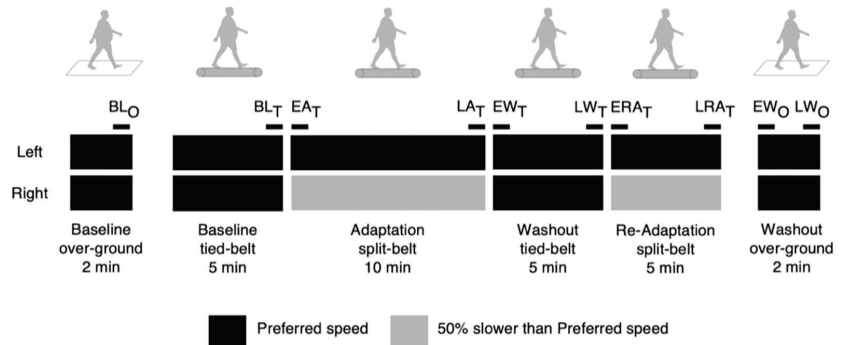 BLO
BLT EAT LAT EWT LWT ERAT LRAT EWO LWO
Left
Right
Baseline over-ground 2 min
Baseline tied-belt 5 min
Adaptation split-belt 10 min
Washout tied-belt 5 min
Re-Adaptation split-belt 5 min
Washout over-ground 2 min
Preferred speed
50% slower than Preferred speed